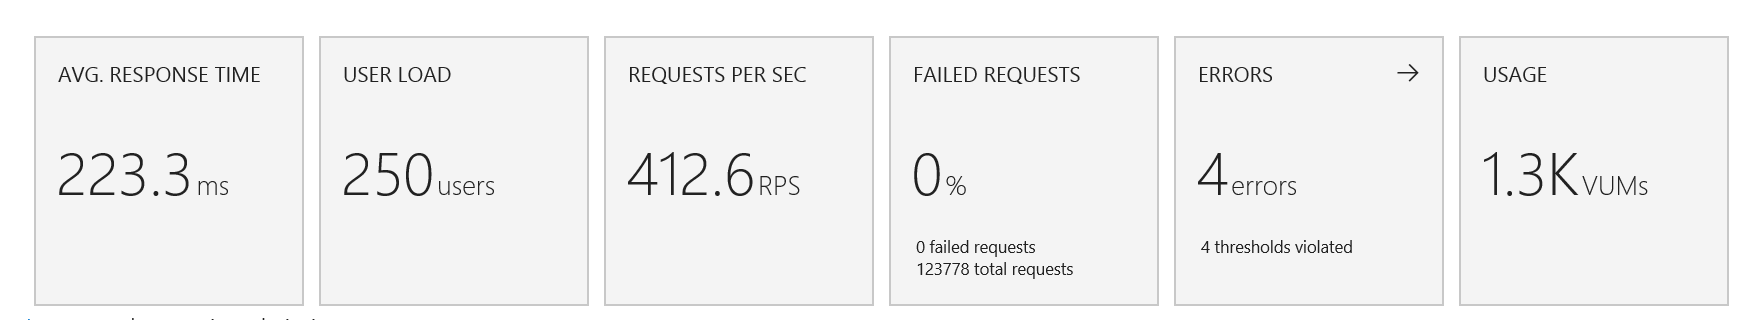 AVG. RESPONSE TIME
223.3 ms
USER LOAD
250 users
REQUESTS PER SEC
412.6 RPS
FAILED REQUESTS
0 %
0 failed requests
123778 total requests
ERRORS
4 errors
4 thresholds violated
USAGE
1.3K VUMs